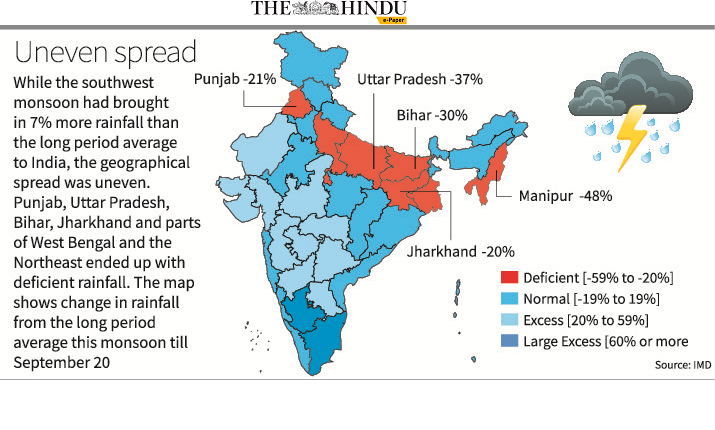 THE HINDU
e-Paper
Uneven spread
While the southwest
monsoon had brought
in 7% more rainfall than
the long period average
to India, the geographical
spread was uneven.
Punjab, Uttar Pradesh,
Bihar, Jharkhand and parts
of West Bengal and the
Northeast ended up with
deficient rainfall. The map
shows change in rainfall
from the long period
average this monsoon till
September 20
Punjab -21%
Uttar Pradesh -37%
Bihar -30%
Manipur -48%
Jharkhand -20%
Deficient [-59% to -20%]
Normal [-19% to 19%]
Excess [20% to 59%]
Large Excess [60% or more
Source: IMD